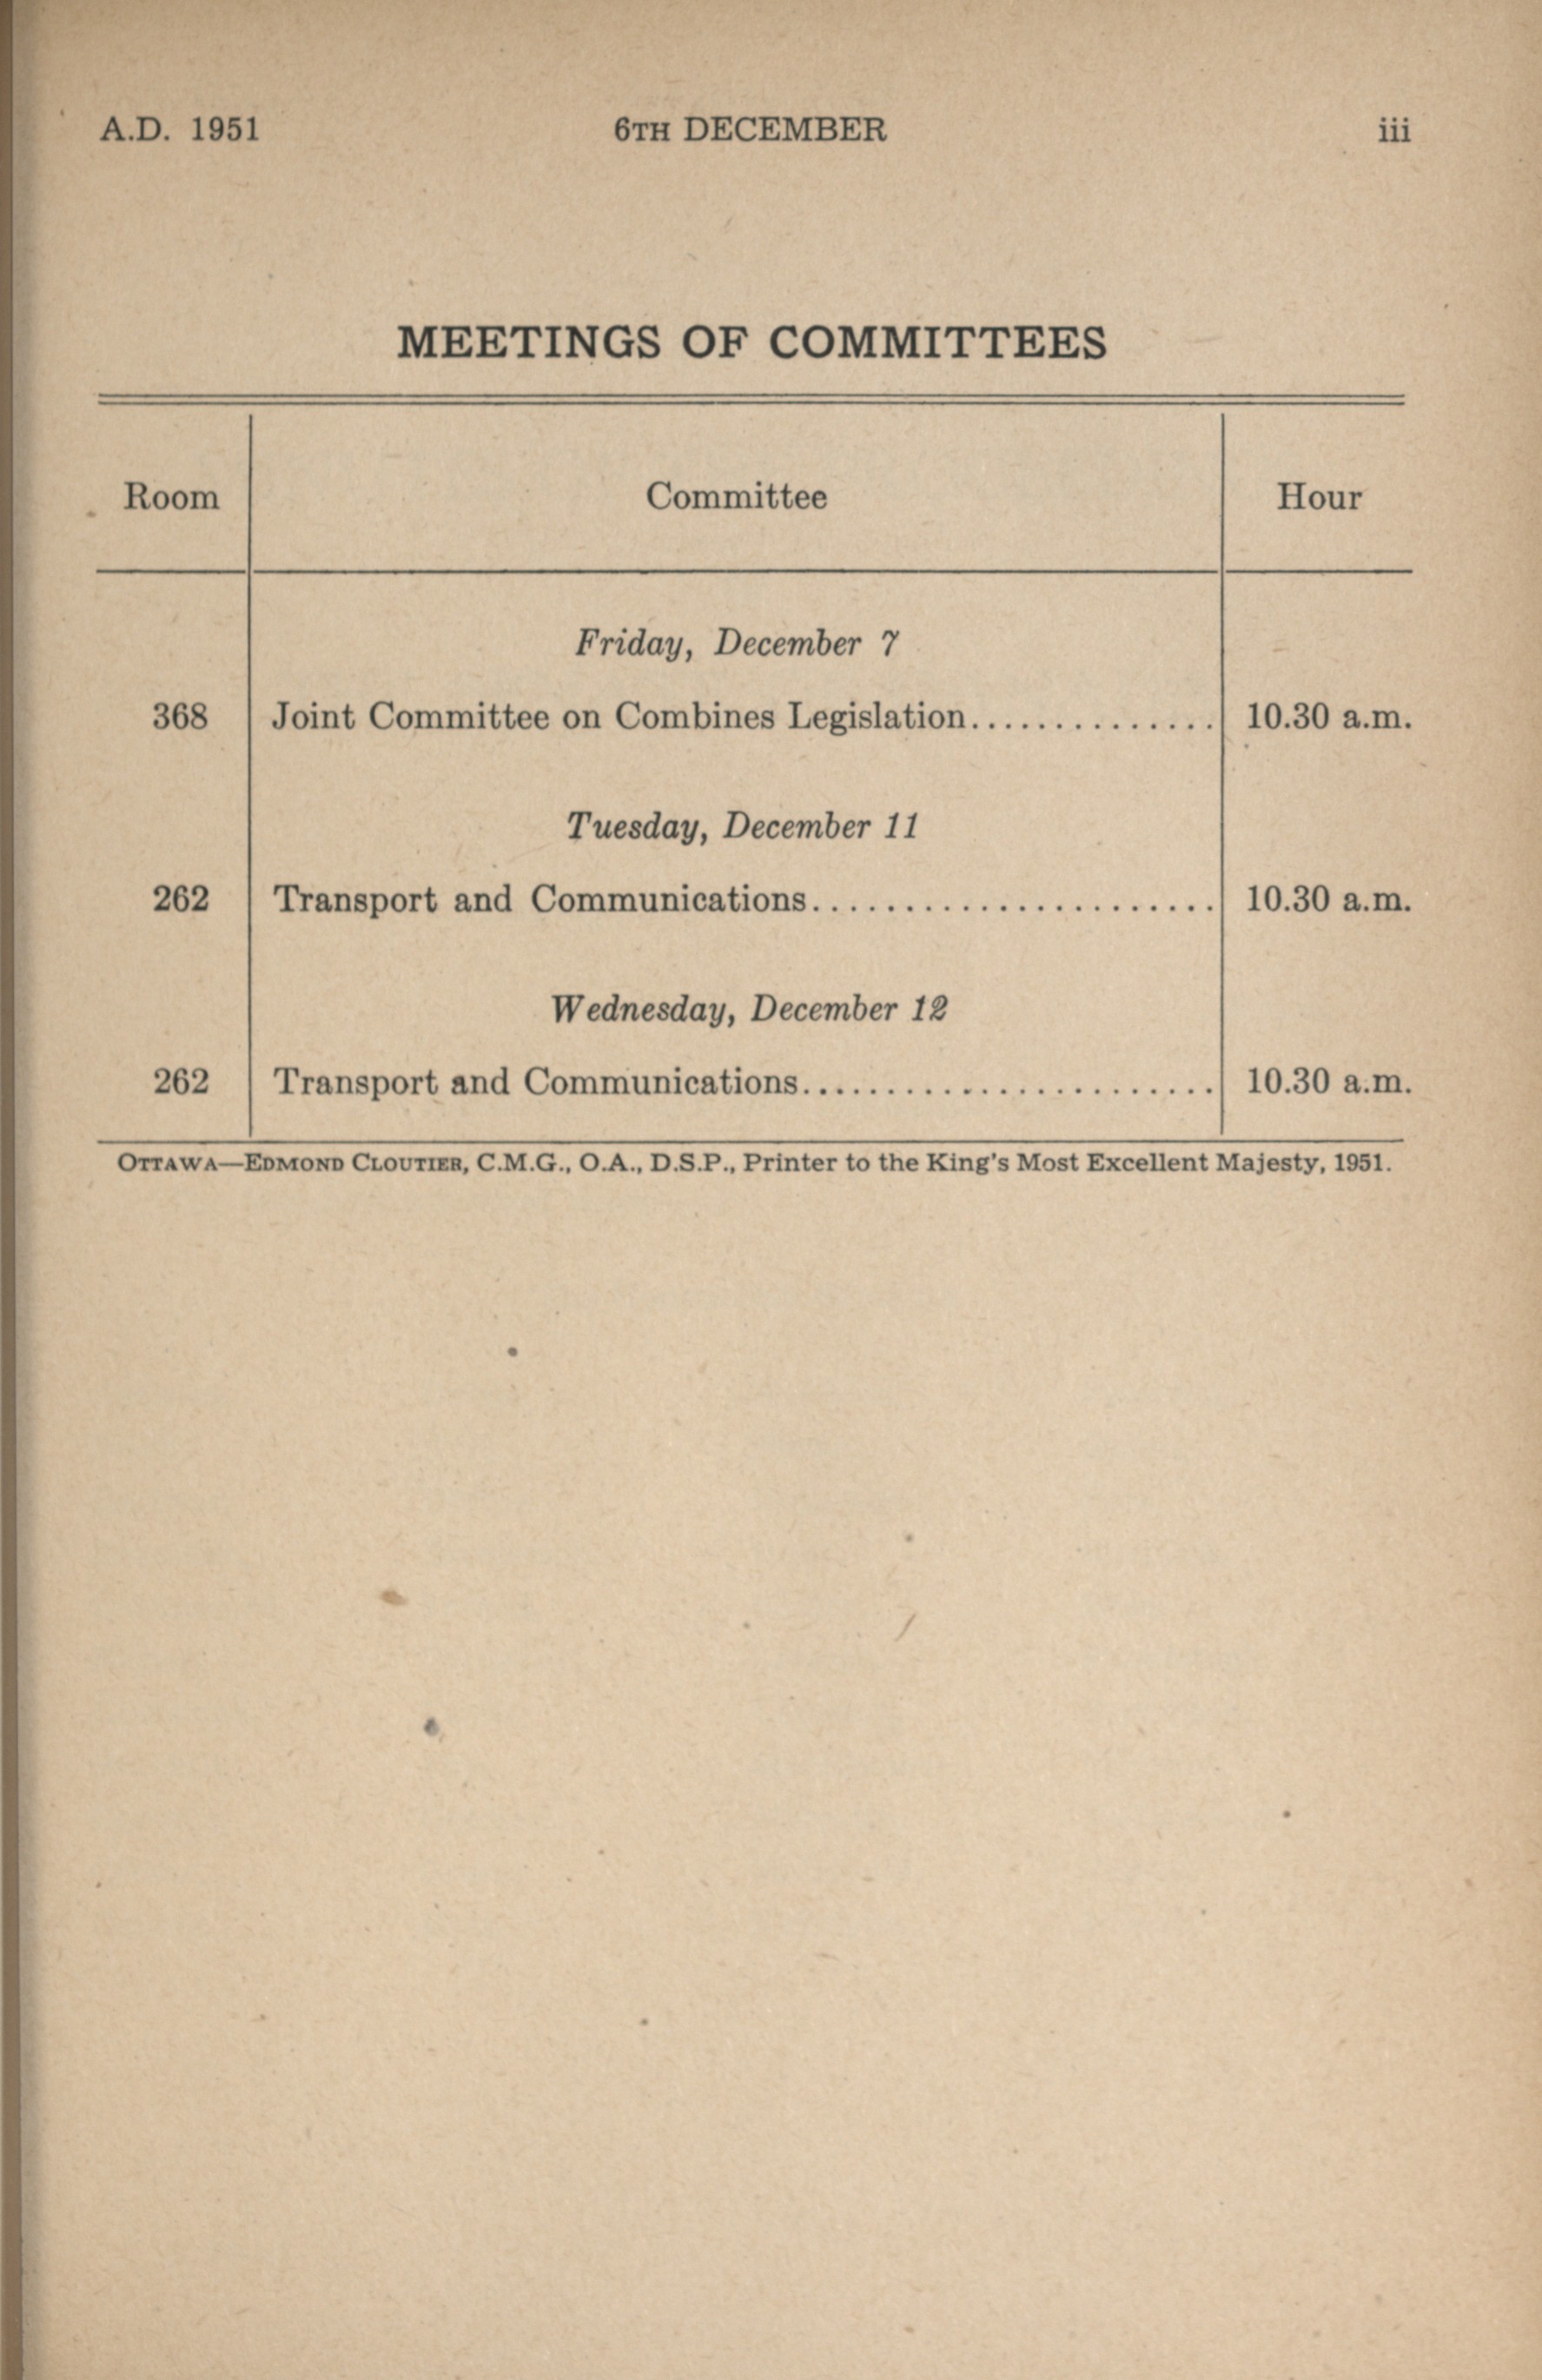 A.D. 1951 6TH DECEMBER iii
MEETINGS OF COMMITTEES
Room Committee Hour
Friday, December 7
368 Joint Committee on Combines Legislation.............. 10.30 a.m.
Tuesday, December 11
262 Transport and Communications...................... 10.30 a.m.
Wednesday, December 12
262 Transport and Communications...................... 10.30 a.m.
OTTAWA—EDMOND CLOUTIER, C.M.G., O.A., D.S.P., Printer to the King's Most Excellent Majesty, 1951.